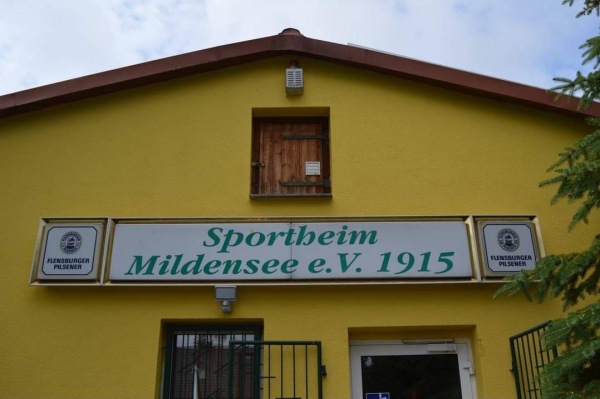 Sportheim
Mildensee e.V. 1915
FLENSBURGER
PILSENER
FLENSBURGER
PILSENER